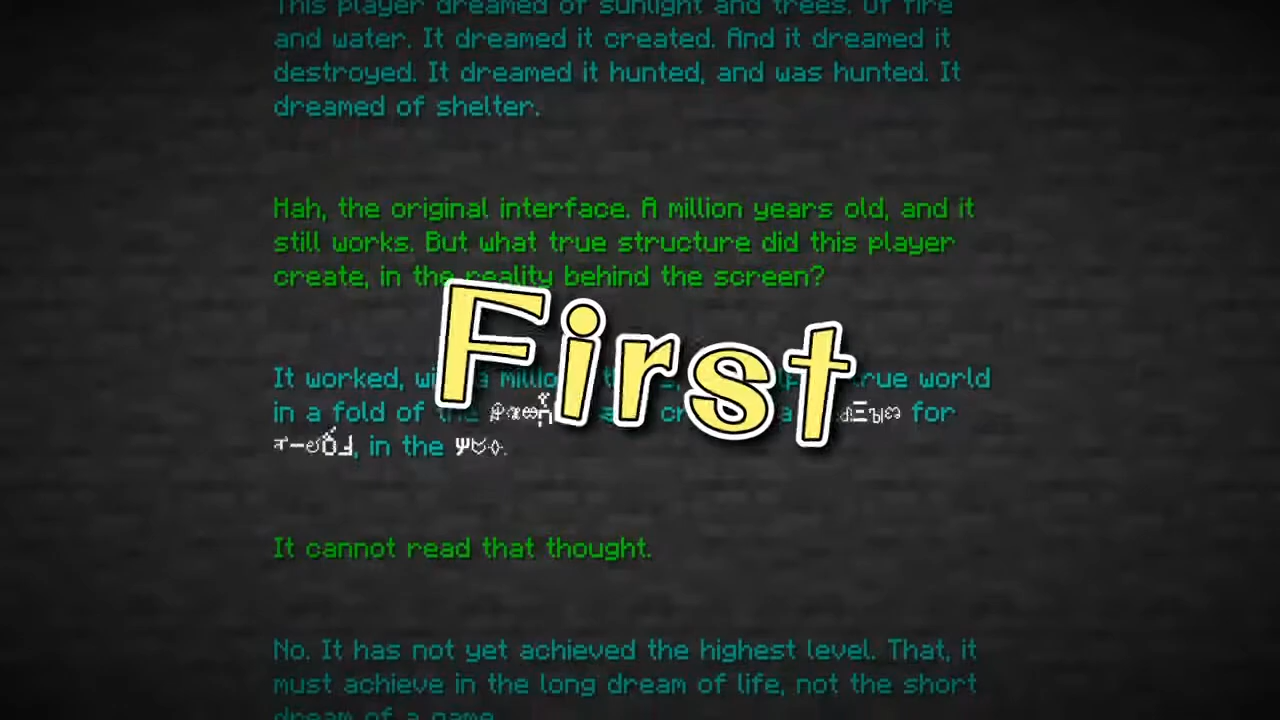 This player dreamed of sunlight and trees. Of fire
and water. It dreamed it created. And it dreamed it
destroyed. It dreamed it hunted, and was hunted. It
dreamed of shelter.
Hah, the original interface. A million years old, and it
still works. But what true structure did this player
create, in the reality behind the screen?
First
It worked, a true world
in a fold of the for
, in the .
It cannot read that thought.
No. It has not yet achieved the highest level. That, it
must achieve in the long dream of life, not the short
dream of a game.